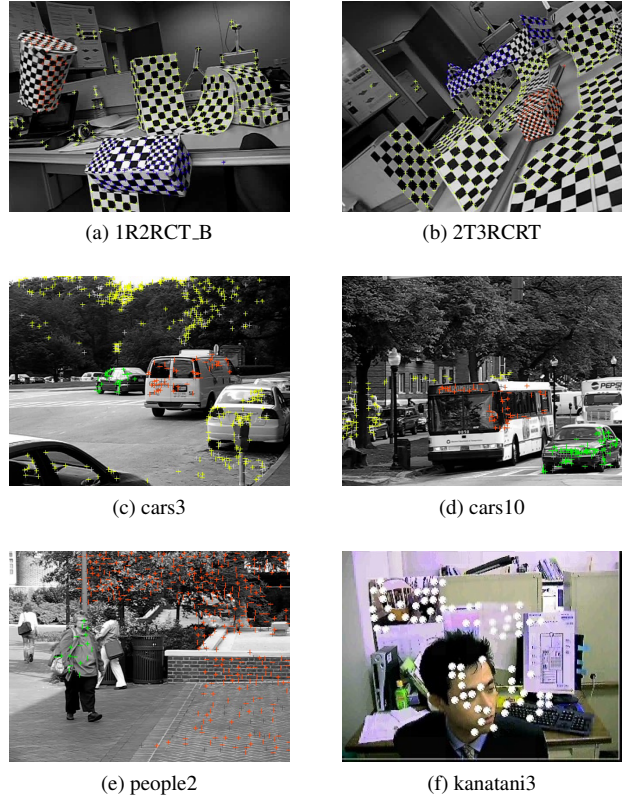 (a) 1R2RCT_B
(b) 2T3RCRT
(c) cars3
(d) cars10
PEPSI
(e) people2
(f) kanatani3